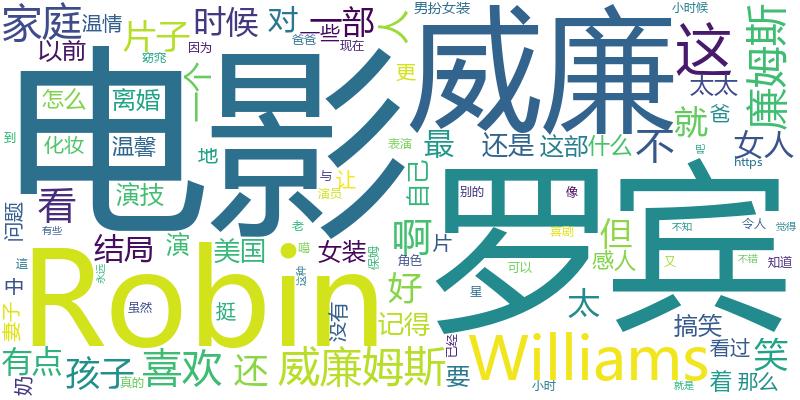 家庭
温情
片子
时候
对
一些
一部
人
男扮女装
小时候
以前
窈窕
因为
爸爸
现在
一个
更
威廉
这
太太
廉姆斯
怎么
离婚
电影
爸
就
到
化妆
温馨
表演
最
还是
这部
什么
不
女人
地
与
让
自己
https
看
演技
演员
罗宾
别的
像
问题
有些
老
啊
喜剧
但
不知
令人
觉得
结局
演
美国
女装
片
感人
又
不错
知道
中
這
喵
这种
保姆
角色
可以
永远
Robin
好
星
太
妻子
虽然
挺
没有
记得
搞笑
有点
孩子
喜欢
还
威廉姆斯
已经
要
Williams
看过
笑
奶
真的
小时
就是
着
那么